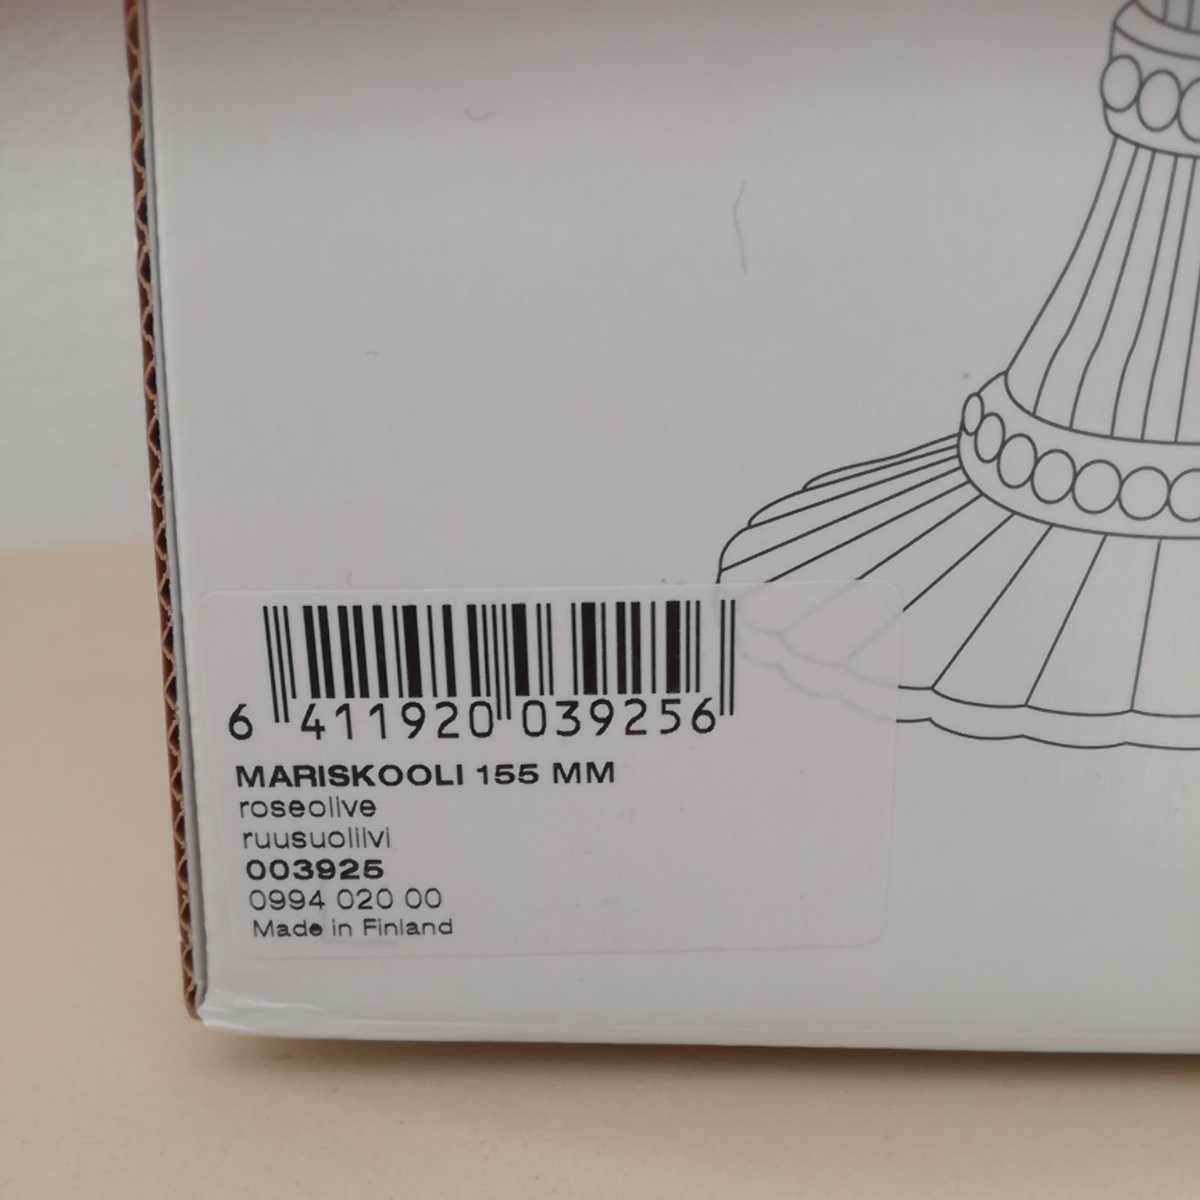 6 411920 039256
MARISKOOLI 155 MM
roseolive
ruusuoliivi
003925
0994 020 00
Made in Finland